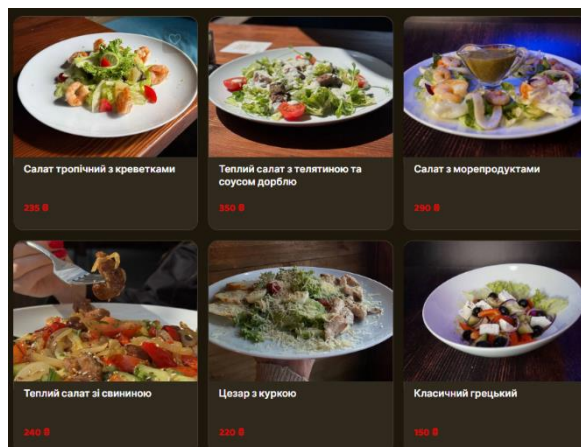 Салат тропічний з креветками
Теплий салат з телятиною та
соусом дорблю
Салат з морепродуктами
235 ₴
350 ₴
290 ₴
Теплий салат зі свининою
Цезар з куркою
Класичний грецький
240 ₴
220 ₴
150 ₴